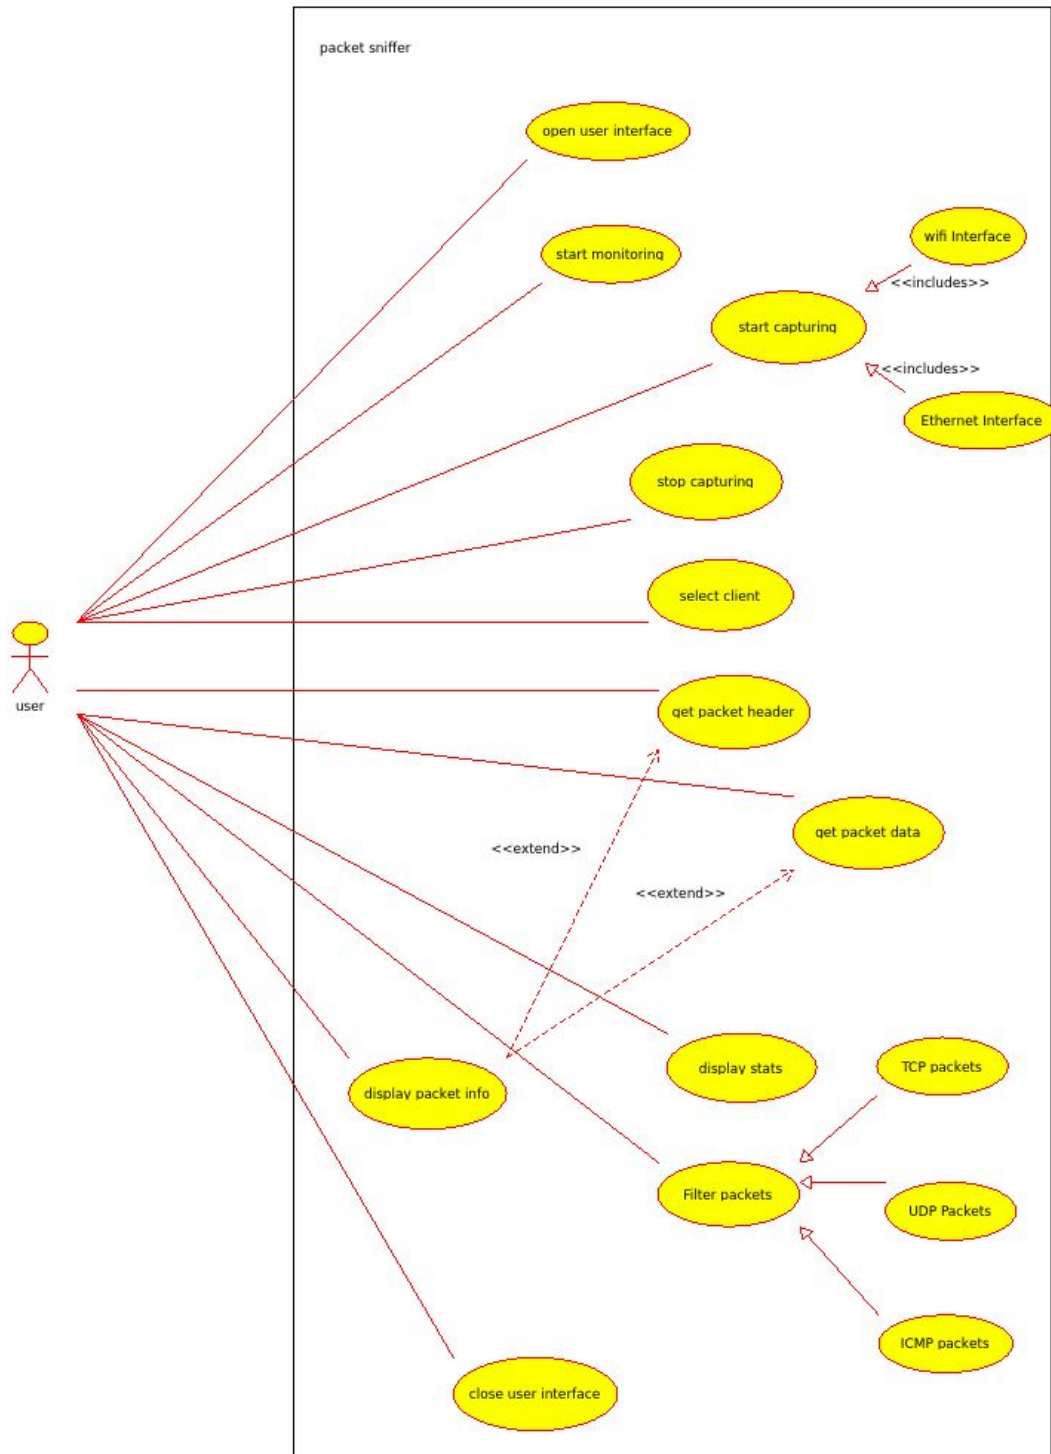 packet sniffer
open user interface
wifi Interface
start monitoring
<<includes>>
start capturing
<<includes>>
Ethernet Interface
stop capturing
select client
user
get packet header
get packet data
<<extend>>
<<extend>>
display stats
TCP packets
display packet info
Filter packets
UDP Packets
ICMP packets
close user interface